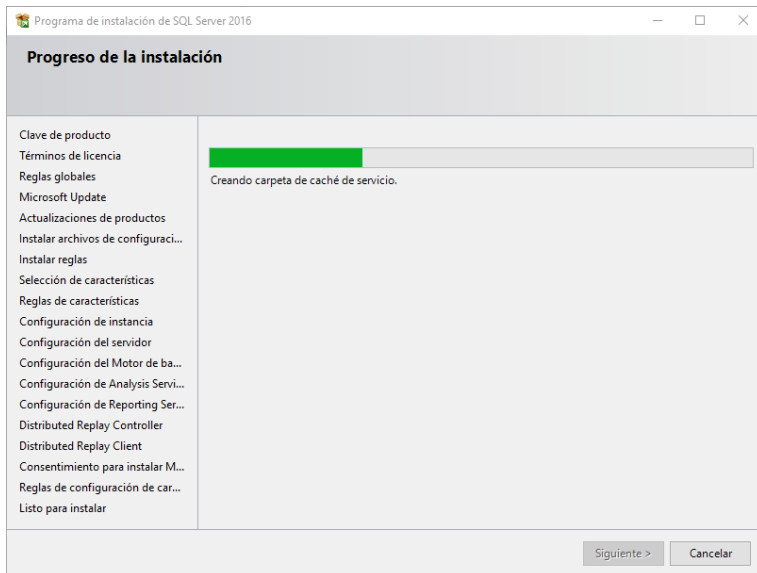 Programa de instalación de SQL Server 2016
Progreso de la instalación
Clave de producto
Términos de licencia
Reglas globales
Microsoft Update
Actualizaciones de productos
Instalar archivos de configuraci...
Instalar reglas
Selección de características
Reglas de características
Configuración de instancia
Configuración del servidor
Configuración del Motor de ba...
Configuración de Analysis Servi...
Configuración de Reporting Ser...
Distributed Replay Controller
Distributed Replay Client
Consentimiento para instalar M...
Reglas de configuración de car...
Listo para instalar
Creando carpeta de caché de servicio.
Siguiente >
Cancelar